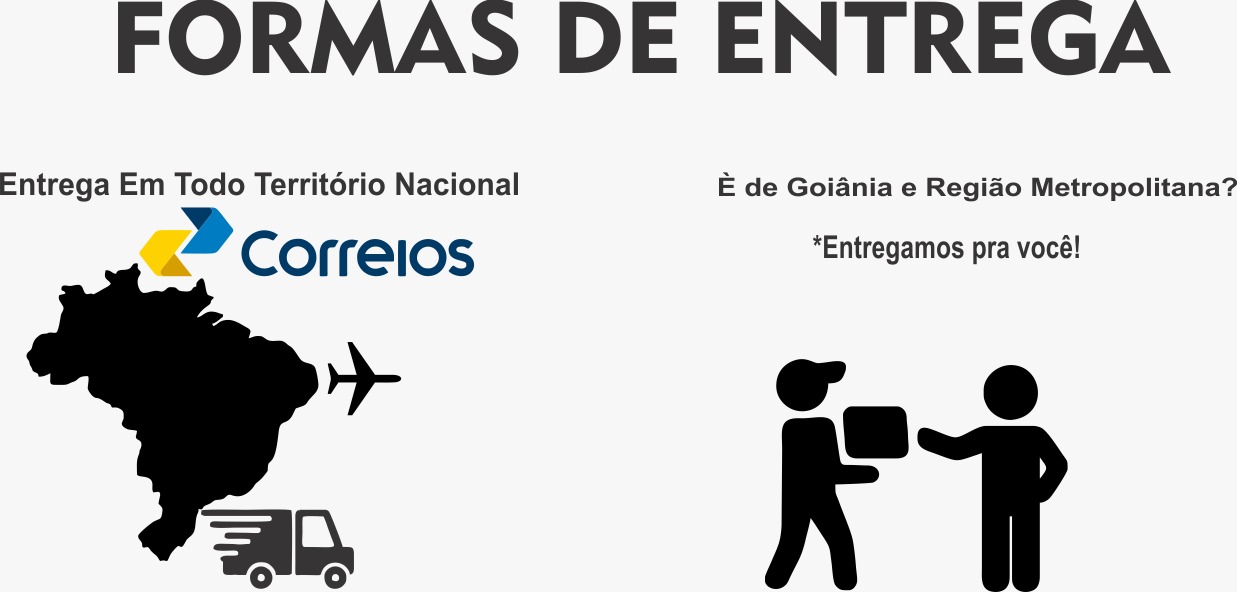 FORMAS DE ENTREGA
Entrega Em Todo Território Nacional
Correios
È de Goiânia e Região Metropolitana?
*Entregamos pra você!